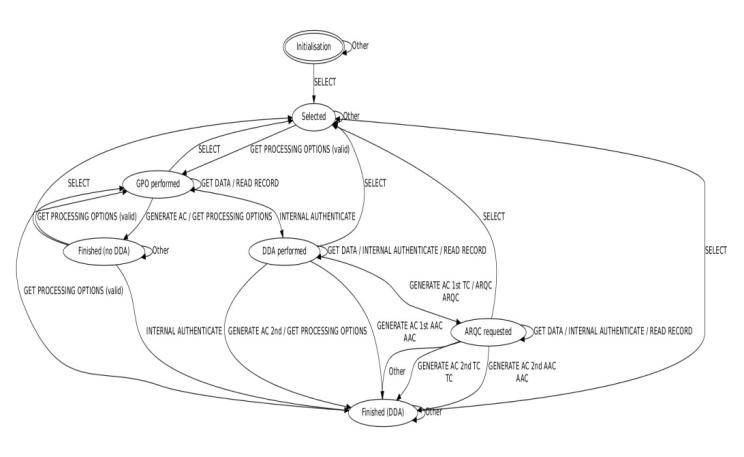 Initialisation
Other
SELECT
Selected
Other
SELECT
GET PROCESSING OPTIONS (valid)
SELECT
GPO performed
GET DATA / READ RECORD
SELECT
GET PROCESSING OPTIONS (valid)
GENERATE AC / GET PROCESSING OPTIONS
INTERNAL AUTHENTICATE
SELECT
Finished (no DDA)
Other
DDA performed
GET DATA / INTERNAL AUTHENTICATE / READ RECORD
SELECT
GET PROCESSING OPTIONS (valid)
GENERATE AC 1st TC / ARQC
ARQC
INTERNAL AUTHENTICATE
GENERATE AC 2nd / GET PROCESSING OPTIONS
GENERATE AC 1st AAC
AAC
ARQC requested
GET DATA / INTERNAL AUTHENTICATE / READ RECORD
Other
GENERATE AC 2nd TC
TC
GENERATE AC 2nd AAC
AAC
Finished (DDA)
Other